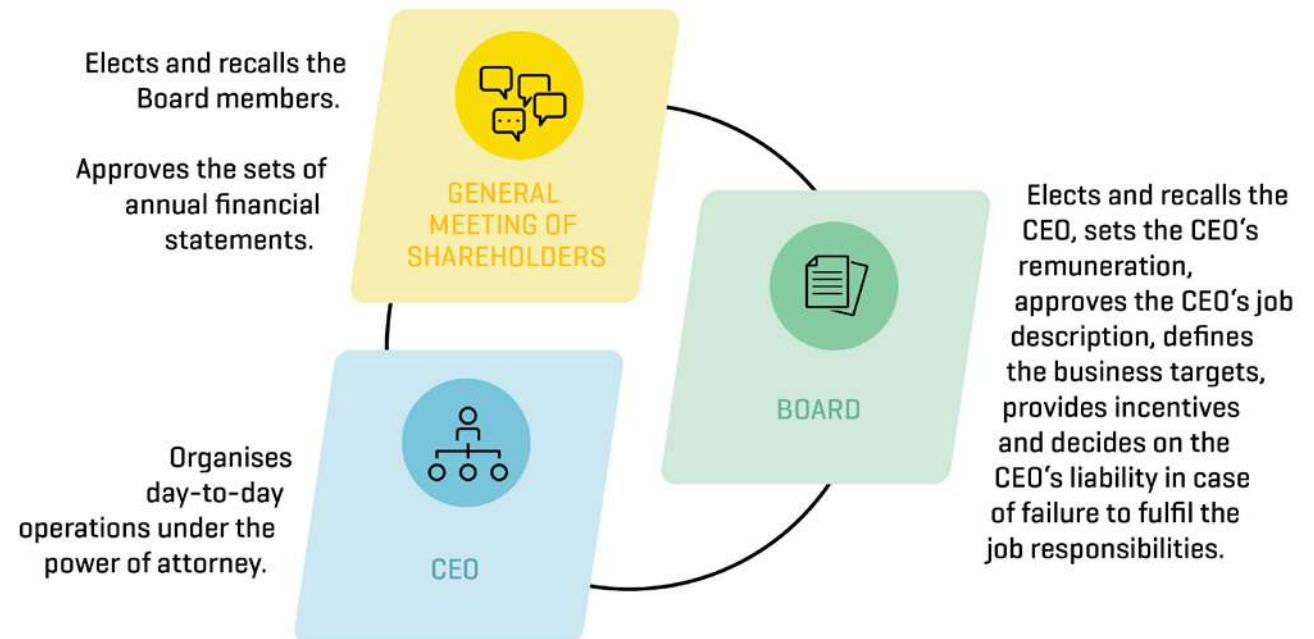 Elects and recalls the
Board members.
Approves the sets of
annual financial
statements.
GENERAL
MEETING OF
SHAREHOLDERS
Elects and recalls the
CEO, sets the CEO‘s
remuneration,
approves the CEO‘s job
description, defines
the business targets,
provides incentives
and decides on the
CEO‘s liability in case
of failure to fulfil the
job responsibilities.
BOARD
Organises
day-to-day
operations under the
power of attorney.
CEO